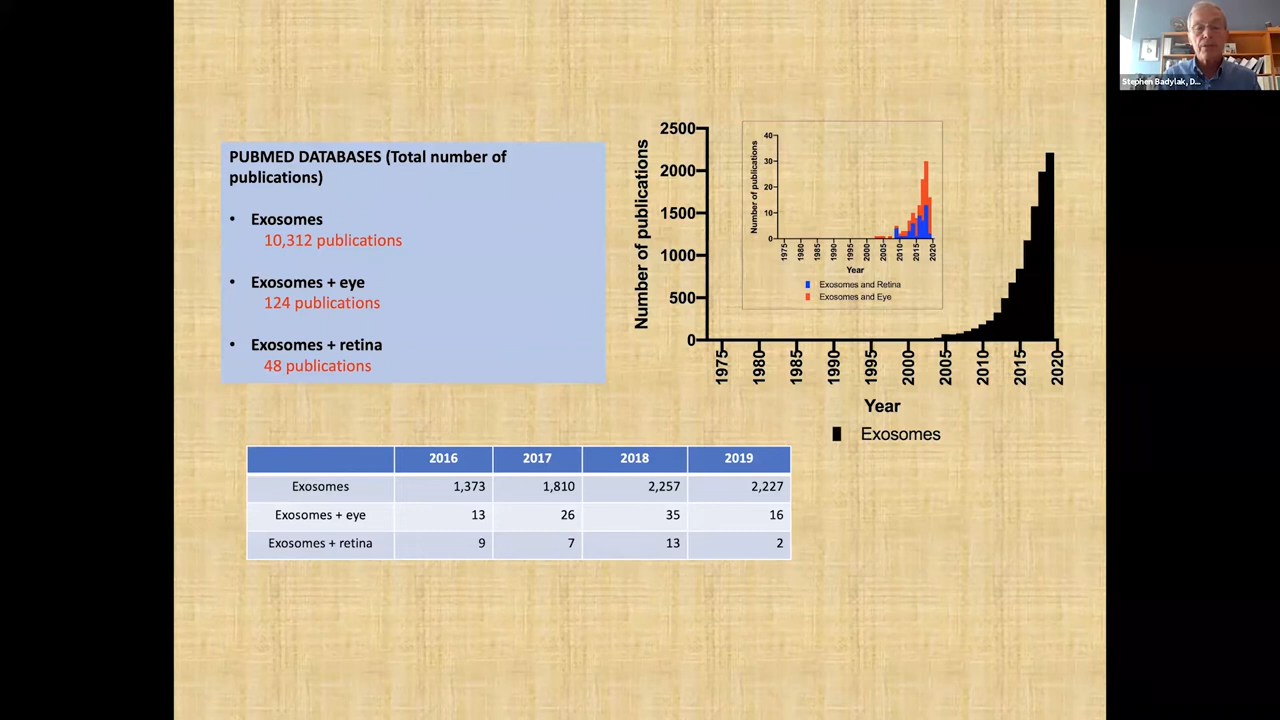 PUBMED DATABASES (Total number of
publications)
• Exosomes
10,312 publications
• Exosomes + eye
124 publications
• Exosomes + retina
48 publications
Number of publications
2500
2000
1500
1000
500
0
1975
1980
1985
1990
1995
2000
2005
2010
2015
2020
Year
Exosomes
Number of publications
40
30
20
10
0
1975
1980
1985
1990
1995
2000
2005
2010
2015
2020
Year
Exosomes and Retina
Exosomes and Eye
2016 2017 2018 2019
Exosomes 1,373 1,810 2,257 2,227
Exosomes + eye 13 26 35 16
Exosomes + retina 9 7 13 2
Stephen Badylak, D...